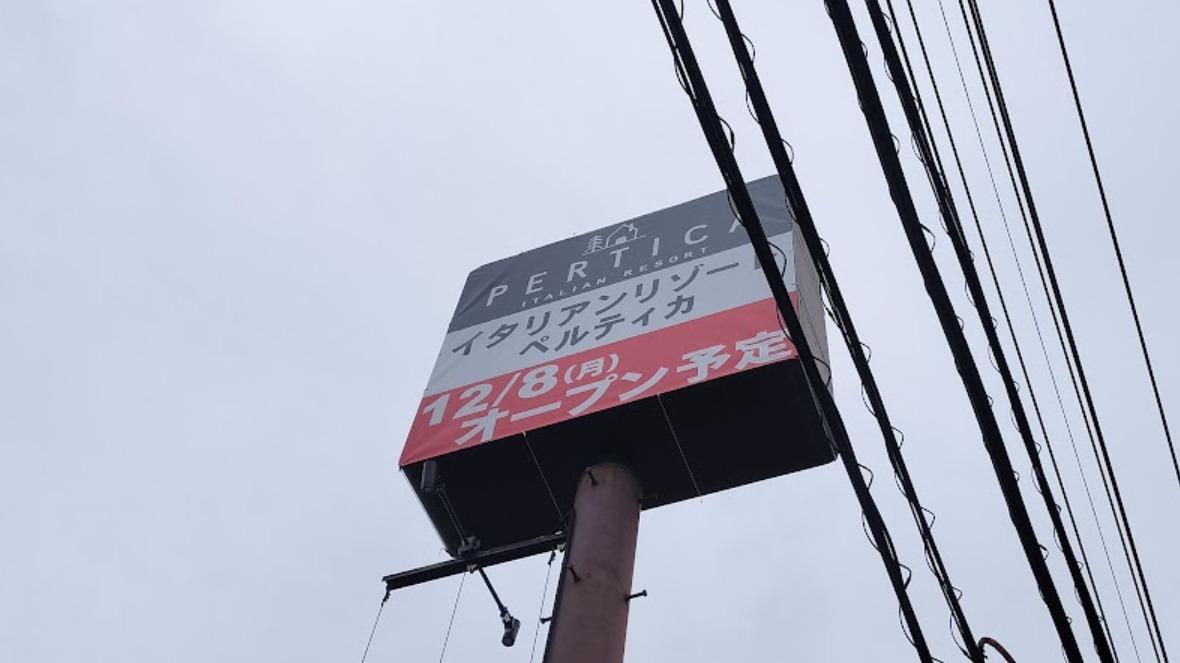 PERTICA
ITALIAN RESORT
イタリアンリゾート
ペルティカ
12/8(月)
オープン予定